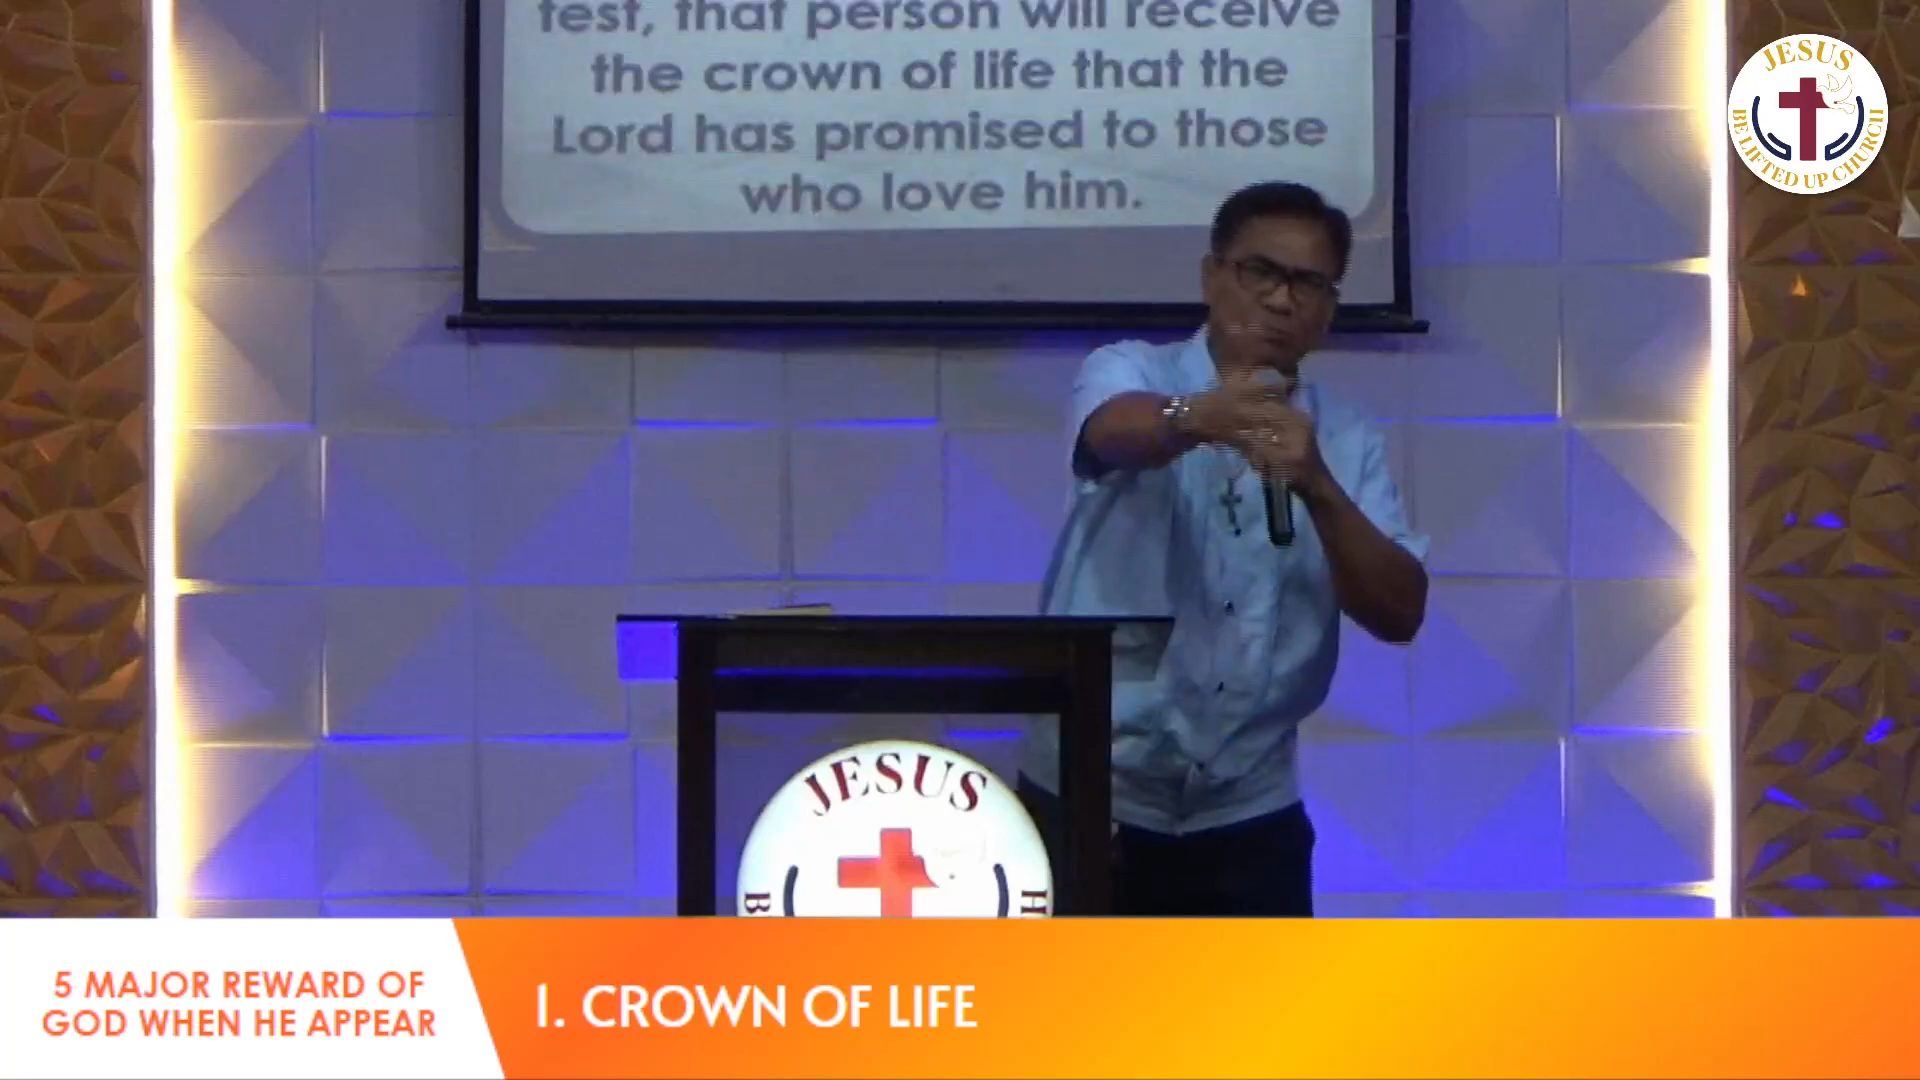 test, that person will receive
the crown of life that the
Lord has promised to those
who love him.
JESUS
BE LIFTED UP CHURCH
JESUS
B
H
5 MAJOR REWARD OF
GOD WHEN HE APPEAR
1. CROWN OF LIFE